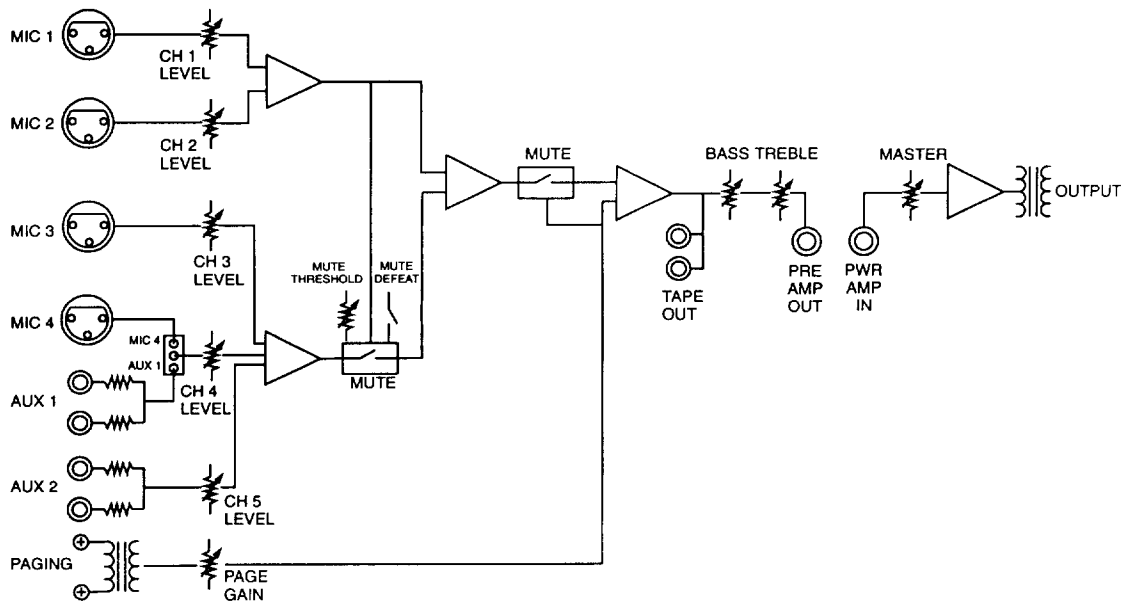 MIC 1
CH 1
LEVEL
MIC 2
CH 2
LEVEL
MUTE
BASS TREBLE
MASTER
OUTPUT
MIC 3
CH 3
LEVEL
MUTE
THRESHOLD
MUTE
DEFEAT
TAPE
OUT
PRE
AMP
OUT
PWR
AMP
IN
MIC 4
MIC 4
AUX 1
CH 4
LEVEL
MUTE
AUX 1
AUX 2
CH 5
LEVEL
PAGING
PAGE
GAIN